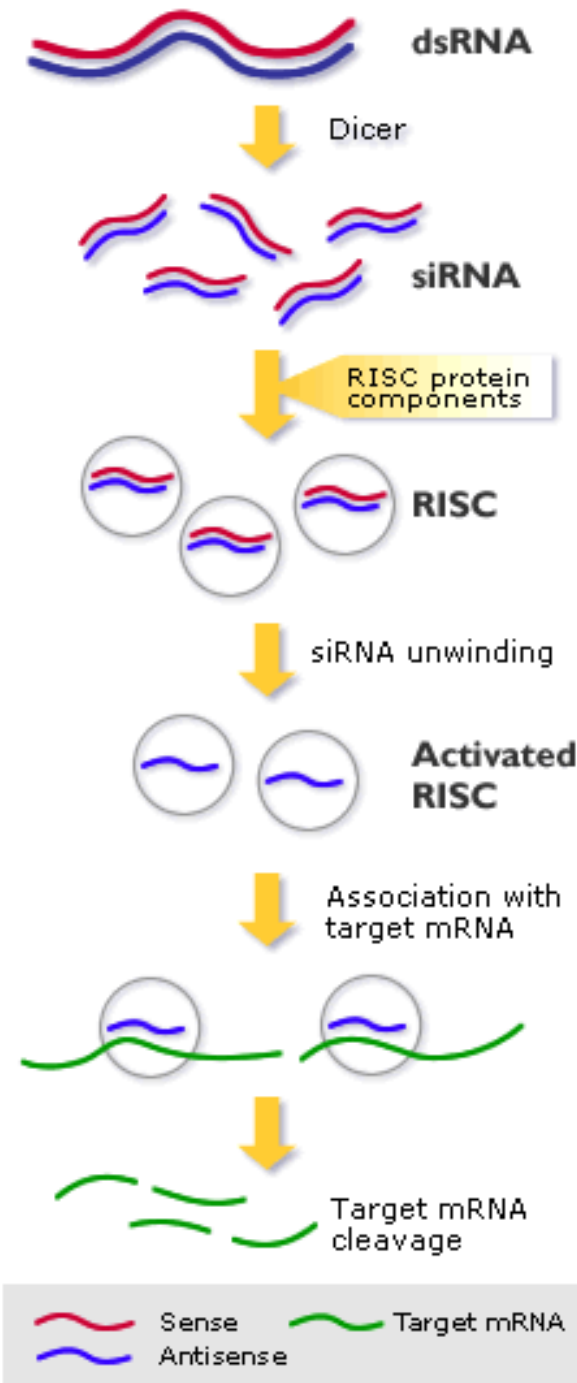 dsRNA
Dicer
siRNA
RISC protein
components
RISC
siRNA unwinding
Activated
RISC
Association with
target mRNA
Target mRNA
cleavage
Sense
Target mRNA
Antisense